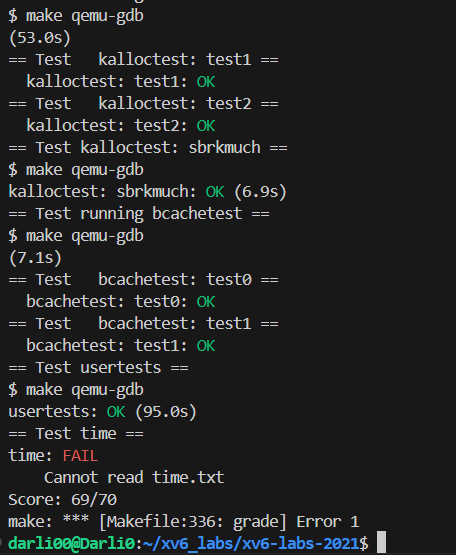 $ make qemu-gdb
(53.0s)
== Test   kalloctest: test1 ==
  kalloctest: test1: OK
== Test   kalloctest: test2 ==
  kalloctest: test2: OK
== Test kalloctest: sbrkmuch ==
$ make qemu-gdb
kalloctest: sbrkmuch: OK (6.9s)
== Test running bcachetest ==
$ make qemu-gdb
(7.1s)
== Test   bcachetest: test0 ==
  bcachetest: test0: OK
== Test   bcachetest: test1 ==
  bcachetest: test1: OK
== Test usertests ==
$ make qemu-gdb
usertests: OK (95.0s)
== Test time ==
time: FAIL
    Cannot read time.txt
Score: 69/70
make: *** [Makefile:336: grade] Error 1
darli00@Darli0:~/xv6_labs/xv6-labs-2021$